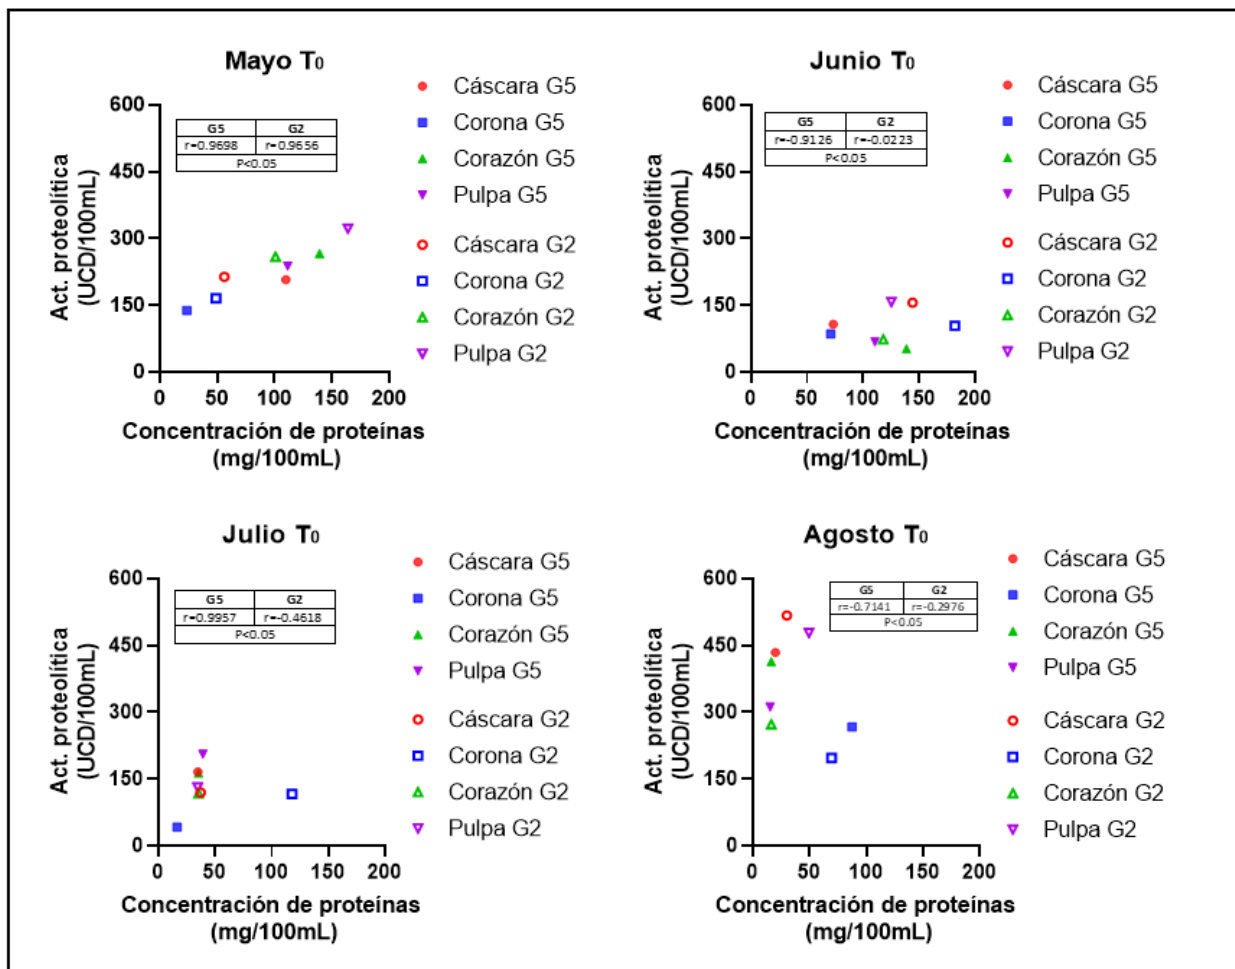 Mayo T0
600
450
300
150
0
0 50 100 150 200
Act. proteolítica
(UCD/100mL)
Concentración de proteínas
(mg/100mL)
G5 G2
r=0.9698 r=0.9656
P<0.05
Cáscara G5
Corona G5
Corazón G5
Pulpa G5
Cáscara G2
Corona G2
Corazón G2
Pulpa G2
Junio T0
600
450
300
150
0
0 50 100 150 200
Act. proteolítica
(UCD/100mL)
Concentración de proteínas
(mg/100mL)
G5 G2
r=-0.9126 r=-0.0223
P<0.05
Cáscara G5
Corona G5
Corazón G5
Pulpa G5
Cáscara G2
Corona G2
Corazón G2
Pulpa G2
Julio T0
600
450
300
150
0
0 50 100 150 200
Act. proteolítica
(UCD/100mL)
Concentración de proteínas
(mg/100mL)
G5 G2
r=0.9957 r=-0.4618
P<0.05
Cáscara G5
Corona G5
Corazón G5
Pulpa G5
Cáscara G2
Corona G2
Corazón G2
Pulpa G2
Agosto T0
600
450
300
150
0
0 50 100 150 200
Act. proteolítica
(UCD/100mL)
Concentración de proteínas
(mg/100mL)
G5 G2
r=-0.7141 r=-0.2976
P<0.05
Cáscara G5
Corona G5
Corazón G5
Pulpa G5
Cáscara G2
Corona G2
Corazón G2
Pulpa G2